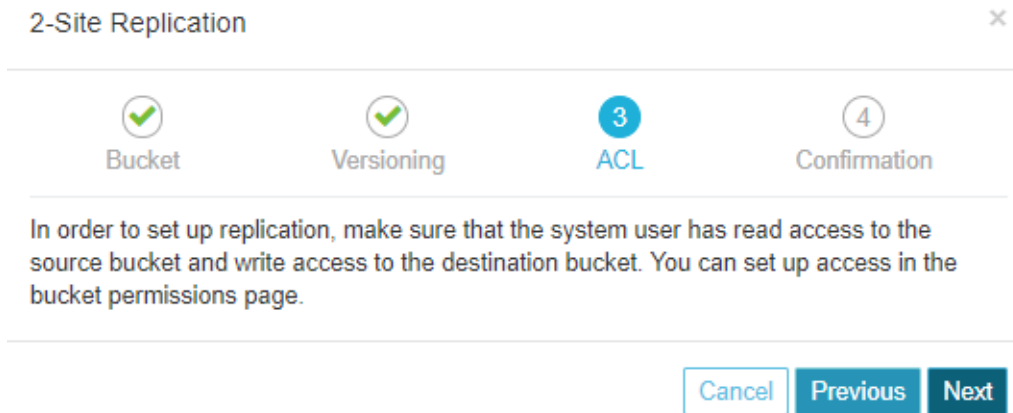 2-Site Replication
×
3
4
Bucket
Versioning
ACL
Confirmation
In order to set up replication, make sure that the system user has read access to the
source bucket and write access to the destination bucket. You can set up access in the
bucket permissions page.
Cancel
Previous
Next